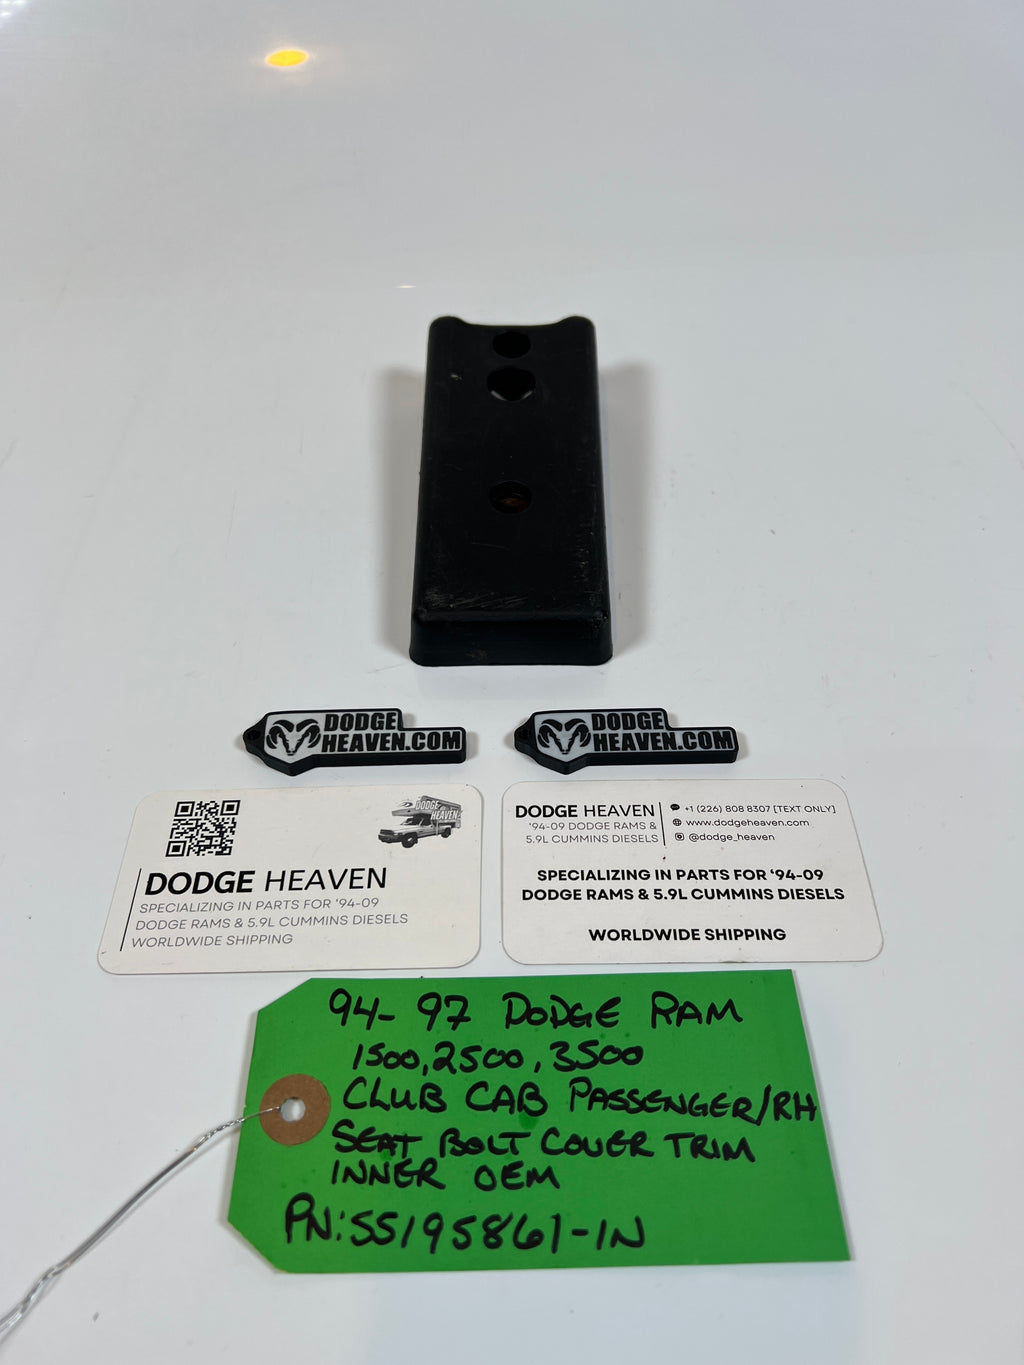 DODGE
HEAVEN.COM
DODGE
HEAVEN.COM
DODGE
HEAVEN
DODGE HEAVEN
SPECIALIZING IN PARTS FOR '94-09
DODGE RAMS & 5.9L CUMMINS DIESELS
WORLDWIDE SHIPPING
DODGE HEAVEN
'94-09 DODGE RAMS &
5.9L CUMMINS DIESELS
+1 (226) 808 8307 [TEXT ONLY]
www.dodgeheaven.com
@dodge_heaven
SPECIALIZING IN PARTS FOR '94-09
DODGE RAMS & 5.9L CUMMINS DIESELS
WORLDWIDE SHIPPING
94-97 DODGE RAM
1500, 2500, 3500
CLUB CAB PASSENGER/RH
SEAT BOLT COVER TRIM
INNER OEM
PN: 55195861-IN